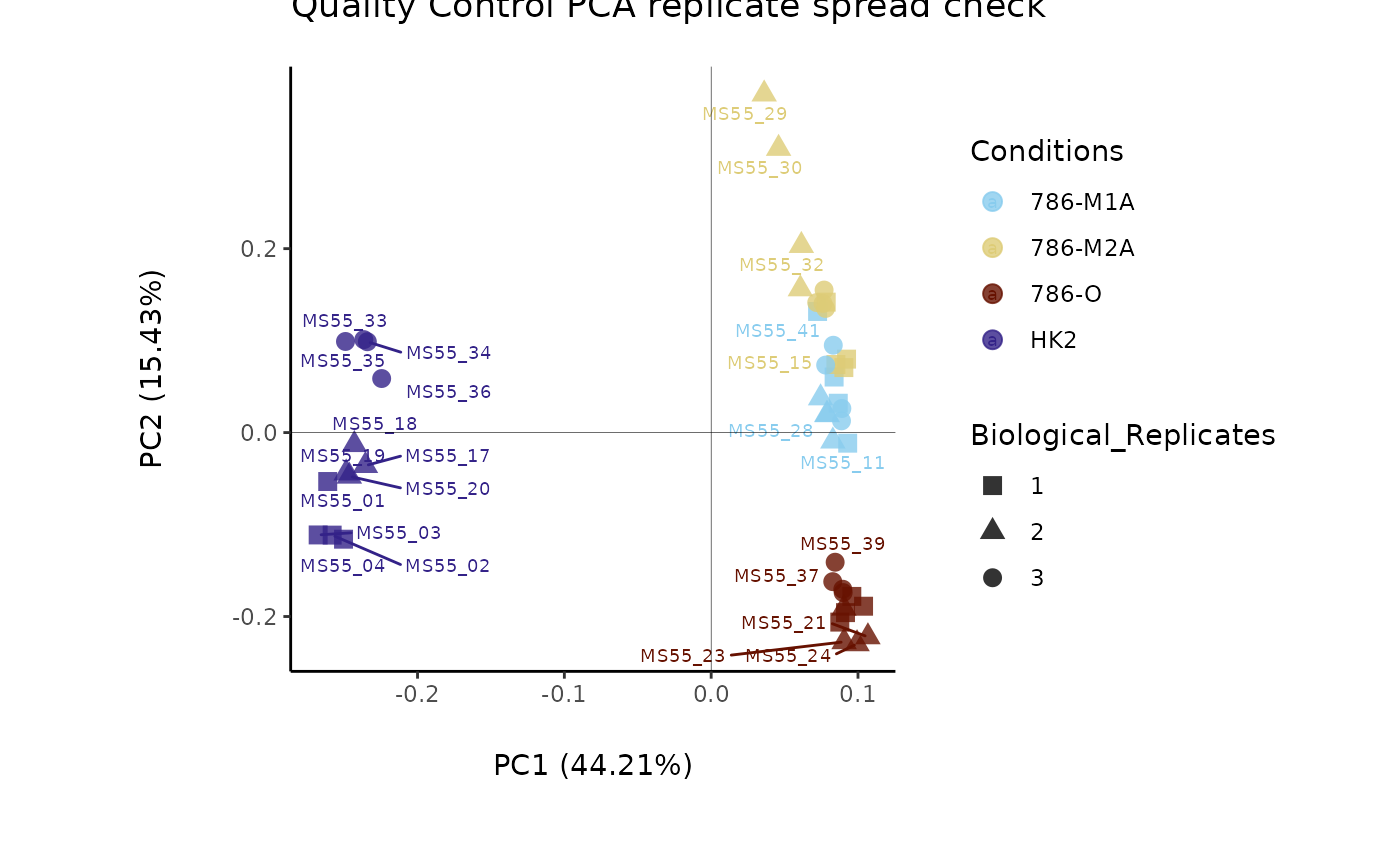 Quality Control PCA replicate spread check
MS55_29
MS55_30
MS55_32
MS55_33
MS55_41
MS55_34
MS55_35
MS55_15
MS55_36
MS55_18
MS55_28
MS55_19
MS55_17
MS55_11
MS55_20
MS55_01
MS55_03
MS55_39
MS55_04
MS55_02
MS55_37
MS55_21
MS55_23
MS55_24
0.2
0.0
-0.2
-0.2
-0.1
0.0
0.1
PC1 (44.21%)
PC2 (15.43%)
Conditions
a 786-M1A
a 786-M2A
a 786-O
a HK2
Biological_Replicates
1
2
3